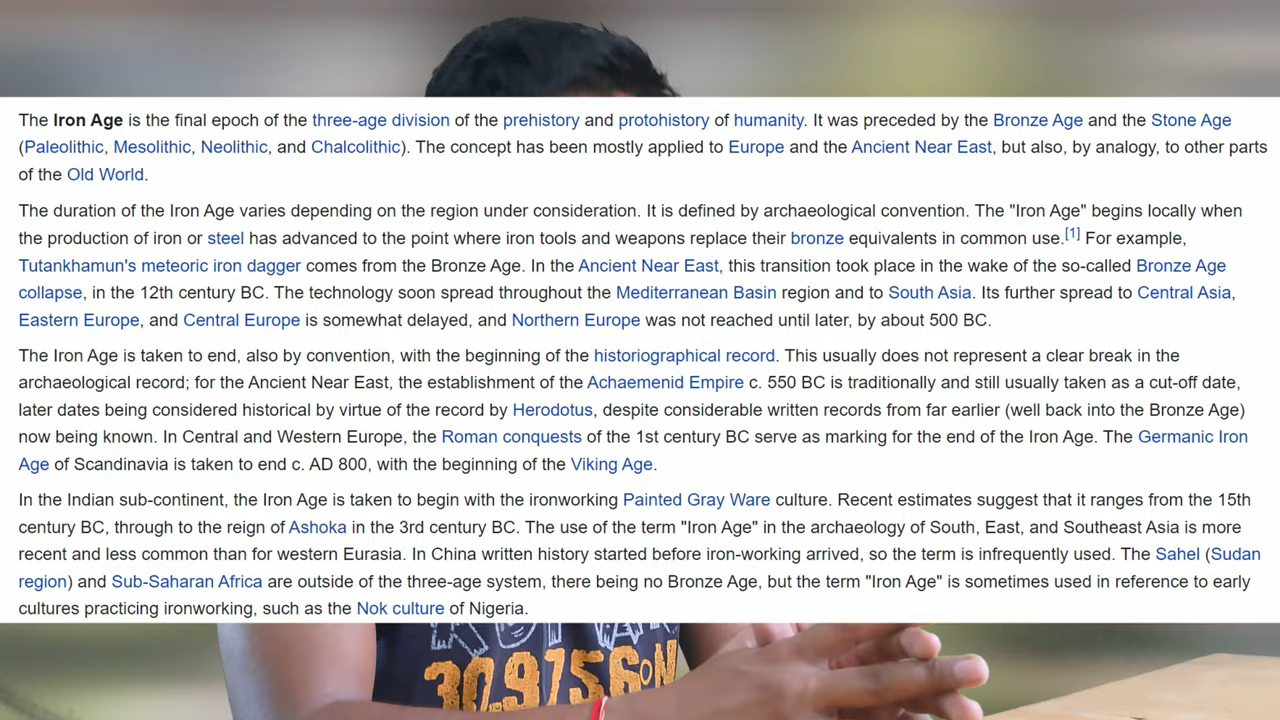 The Iron Age is the final epoch of the three-age division of the prehistory and protohistory of humanity. It was preceded by the Bronze Age and the Stone Age
(Paleolithic, Mesolithic, Neolithic, and Chalcolithic). The concept has been mostly applied to Europe and the Ancient Near East, but also, by analogy, to other parts
of the Old World.
The duration of the Iron Age varies depending on the region under consideration. It is defined by archaeological convention. The "Iron Age" begins locally when
the production of iron or steel has advanced to the point where iron tools and weapons replace their bronze equivalents in common use.[1] For example,
Tutankhamun's meteoric iron dagger comes from the Bronze Age. In the Ancient Near East, this transition took place in the wake of the so-called Bronze Age
collapse, in the 12th century BC. The technology soon spread throughout the Mediterranean Basin region and to South Asia. Its further spread to Central Asia,
Eastern Europe, and Central Europe is somewhat delayed, and Northern Europe was not reached until later, by about 500 BC.
The Iron Age is taken to end, also by convention, with the beginning of the historiographical record. This usually does not represent a clear break in the
archaeological record; for the Ancient Near East, the establishment of the Achaemenid Empire c. 550 BC is traditionally and still usually taken as a cut-off date,
later dates being considered historical by virtue of the record by Herodotus, despite considerable written records from far earlier (well back into the Bronze Age)
now being known. In Central and Western Europe, the Roman conquests of the 1st century BC serve as marking for the end of the Iron Age. The Germanic Iron
Age of Scandinavia is taken to end c. AD 800, with the beginning of the Viking Age.
In the Indian sub-continent, the Iron Age is taken to begin with the ironworking Painted Gray Ware culture. Recent estimates suggest that it ranges from the 15th
century BC, through to the reign of Ashoka in the 3rd century BC. The use of the term "Iron Age" in the archaeology of South, East, and Southeast Asia is more
recent and less common than for western Eurasia. In China written history started before iron-working arrived, so the term is infrequently used. The Sahel (Sudan
region) and Sub-Saharan Africa are outside of the three-age system, there being no Bronze Age, but the term "Iron Age" is sometimes used in reference to early
cultures practicing ironworking, such as the Nok culture of Nigeria.
30.9756°N